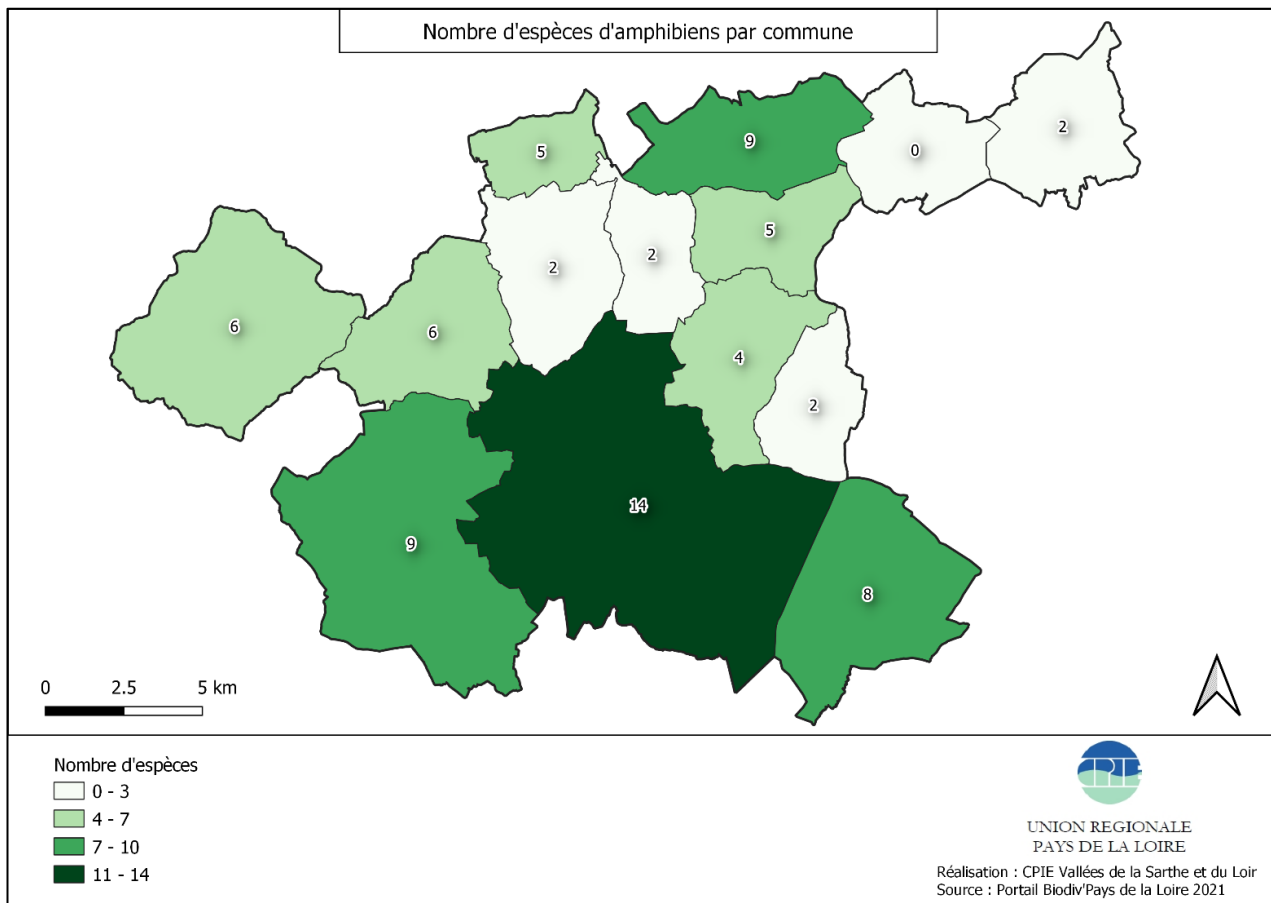 Nombre d'espèces d'amphibiens par commune
2
9
0
5
5
2
2
6
6
4
2
14
9
8
0 2.5 5 km
Nombre d'espèces
0 - 3
4 - 7
7 - 10
11 - 14
CPIE
UNION REGIONALE
PAYS DE LA LOIRE
Réalisation : CPIE Vallées de la Sarthe et du Loir
Source : Portail Biodiv'Pays de la Loire 2021